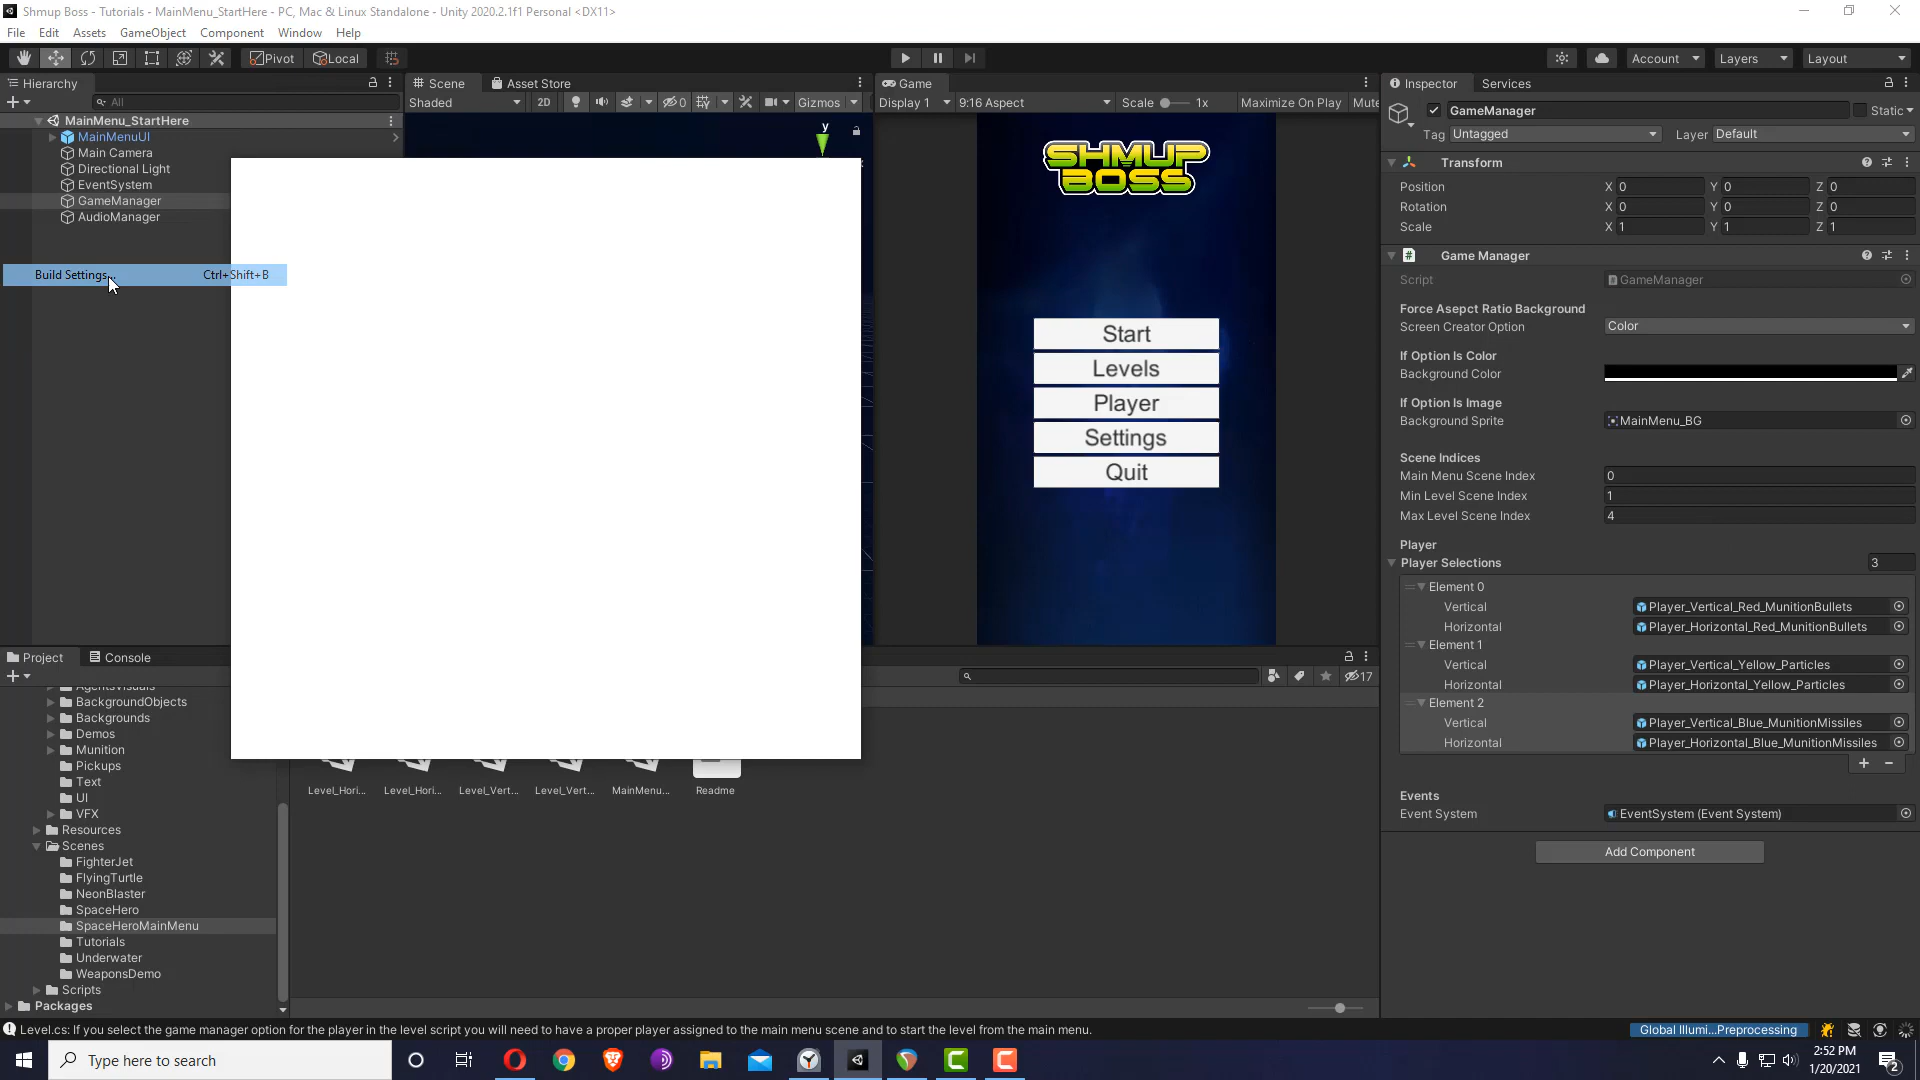 Shmup Boss - Tutorials - MainMenu_StartHere - PC, Mac & Linux Standalone - Unity 2020.2.1f1 Personal <DX11>
File Edit Assets GameObject Component Window Help
Pivot Local Account Layers Layout
Hierarchy
All
MainMenu_StartHere
MainMenuUI
Main Camera
Directional Light
EventSystem
GameManager
AudioManager
Build Settings... Ctrl+Shift+B
Scene Asset Store
Shaded 2D 0 Gizmos
y
Game
Display 1 9:16 Aspect Scale 1x Maximize On Play Mute
SHMUP
BOSS
Start
Levels
Player
Settings
Quit
Inspector Services
GameManager Static
Tag Untagged Layer Default
Transform
Position X 0 Y 0 Z 0
Rotation X 0 Y 0 Z 0
Scale X 1 Y 1 Z 1
# Game Manager
Script GameManager
Force Asepct Ratio Background
Screen Creator Option Color
If Option Is Color
Background Color
If Option Is Image
Background Sprite MainMenu_BG
Scene Indices
Main Menu Scene Index 0
Min Level Scene Index 1
Max Level Scene Index 4
Player
Player Selections 3
Element 0
Vertical Player_Vertical_Red_MunitionBullets
Horizontal Player_Horizontal_Red_MunitionBullets
Element 1
Vertical Player_Vertical_Yellow_Particles
Horizontal Player_Horizontal_Yellow_Particles
Element 2
Vertical Player_Vertical_Blue_MunitionMissiles
Horizontal Player_Horizontal_Blue_MunitionMissiles
Events
Event System EventSystem (Event System)
Add Component
Project Console
17
AgentsVisuals
BackgroundObjects
Backgrounds
Demos
Munition
Pickups
Text
UI
VFX
Resources
Scenes
FighterJet
FlyingTurtle
NeonBlaster
SpaceHero
SpaceHeroMainMenu
Tutorials
Underwater
WeaponsDemo
Scripts
Packages
Level_Hori... Level_Hori... Level_Vert... Level_Vert... MainMenu... Readme
Level.cs: If you select the game manager option for the player in the level script you will need to have a proper player assigned to the main menu scene and to start the level from the main menu.
Global Illumi...Preprocessing
Type here to search
2:52 PM
1/20/2021
2